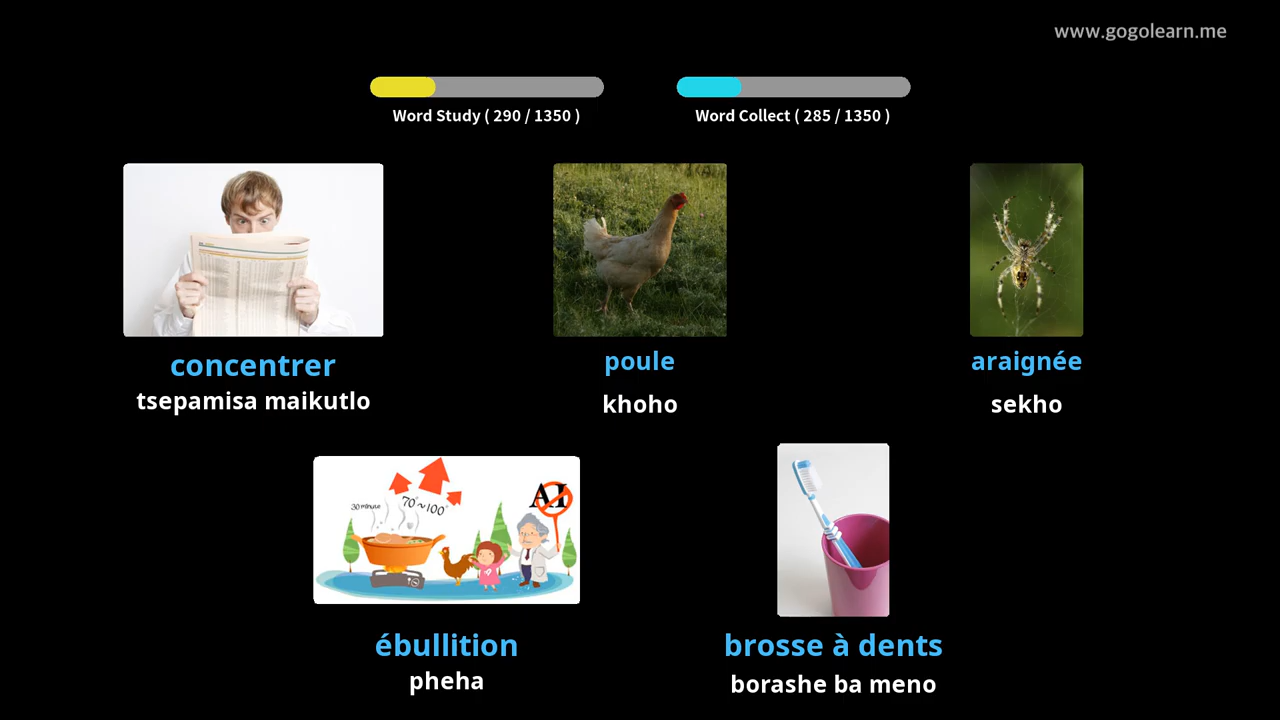 www.gogolearn.me
Word Study ( 290 / 1350 )
Word Collect ( 285 / 1350 )
concentrer
tsepamisa maikutlo
poule
khoho
araignée
sekho
30 minute
70°~100°
AI
ébullition
pheha
brosse à dents
borashe ba meno